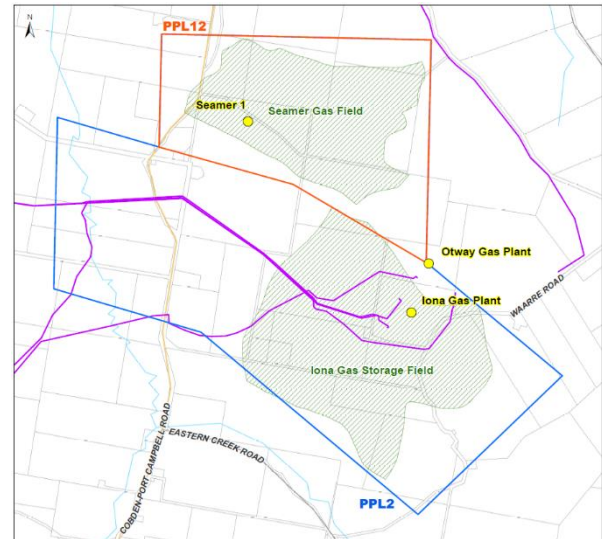 N
PPL12
Seamer 1
Seamer Gas Field
Otway Gas Plant
Iona Gas Plant
WAARRE ROAD
Iona Gas Storage Field
COBDEN-PORT CAMPBELL ROAD
EASTERN CREEK ROAD
PPL2